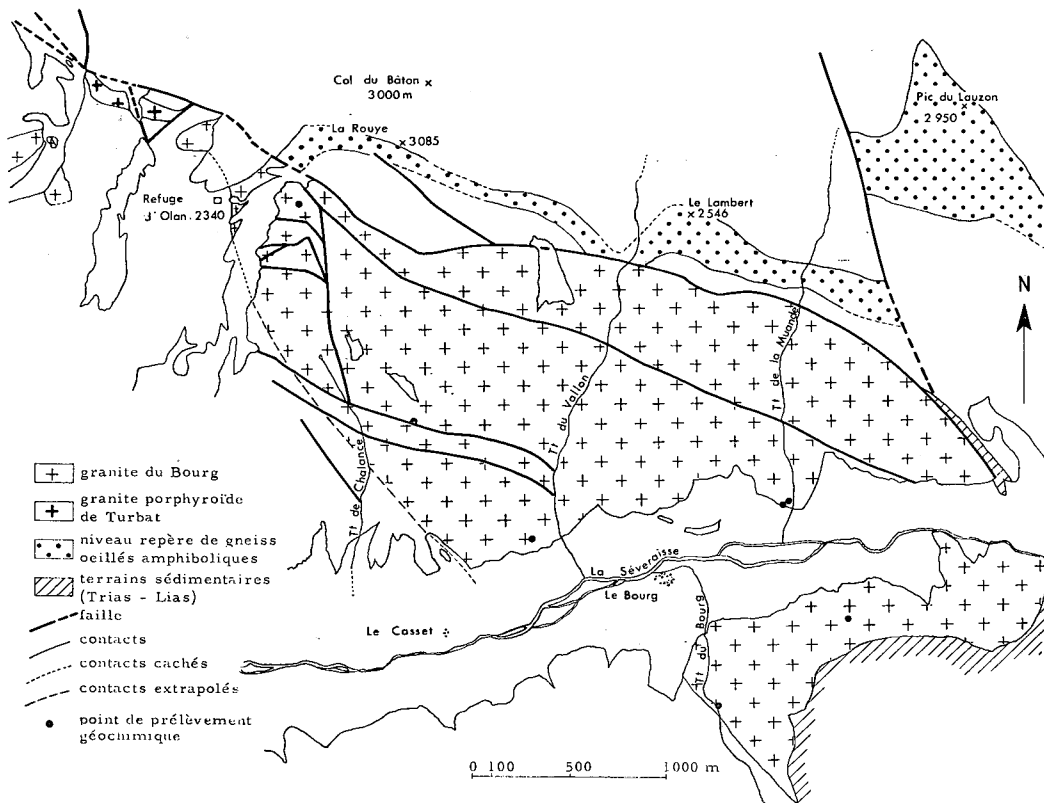 Col du Bâton x
3000 m
La Rouye
x 3085
Pic du Lauzon
x
2 950
Refuge
d'Olan. 2340
Le Lambert
x 2 546
N
Tt du Vallon
Tt de la Muande
Tt de Chalance
La Séveraisse
Le Bourg
Le Casset
Tt du Bourg
granite du Bourg
granite porphyroïde
de Turbat
niveau repère de gneiss
oeillés amphiboliques
terrains sédimentaires
(Trias - Lias)
faille
contacts
contacts cachés
contacts extrapolés
point de prélèvement
géochimique
0 100 500 1000 m